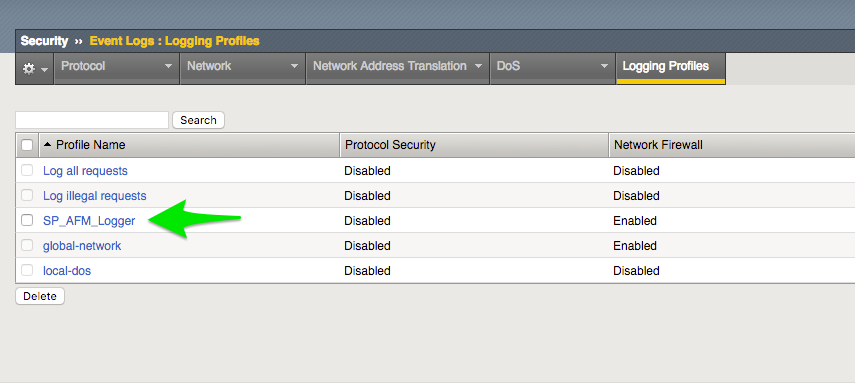 Security ›› Event Logs : Logging Profiles
Protocol Network Network Address Translation DoS Logging Profiles
Search
Profile Name Protocol Security Network Firewall
Log all requests Disabled Disabled
Log illegal requests Disabled Disabled
SP_AFM_Logger Disabled Enabled
global-network Disabled Enabled
local-dos Disabled Disabled
Delete